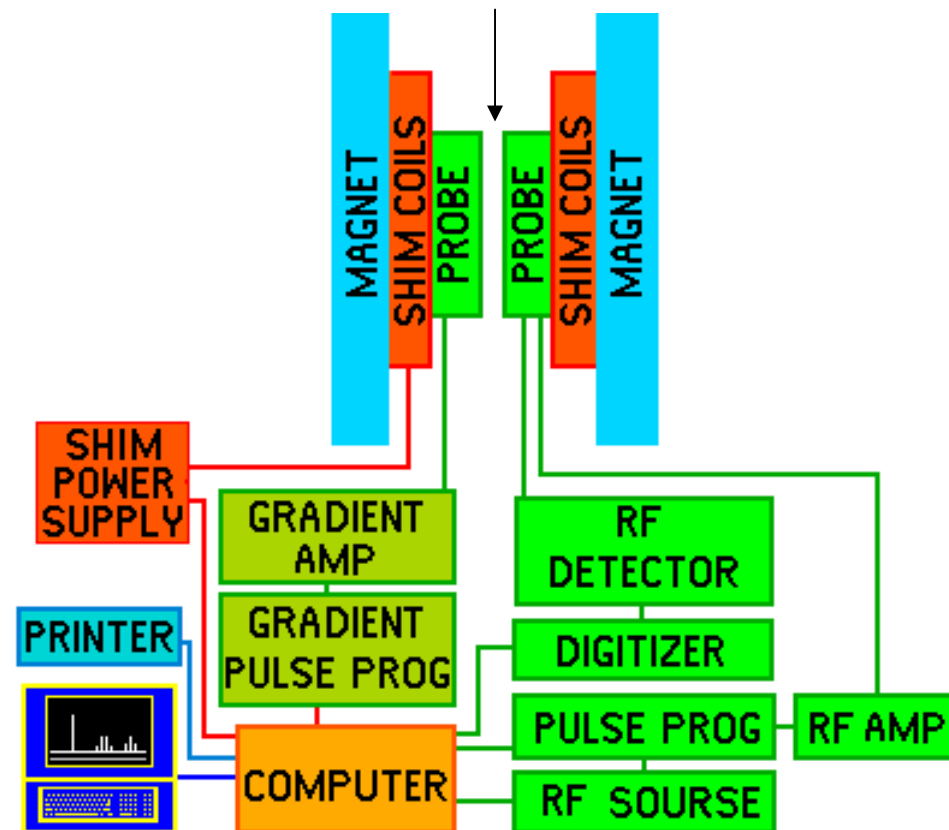 MAGNET
SHIM COILS
PROBE
PROBE
SHIM COILS
MAGNET
SHIM
POWER
SUPPLY
GRADIENT
AMP
RF
DETECTOR
GRADIENT
PULSE PROG
PRINTER
DIGITIZER
PULSE PROG
RF AMP
COMPUTER
RF SOURSE